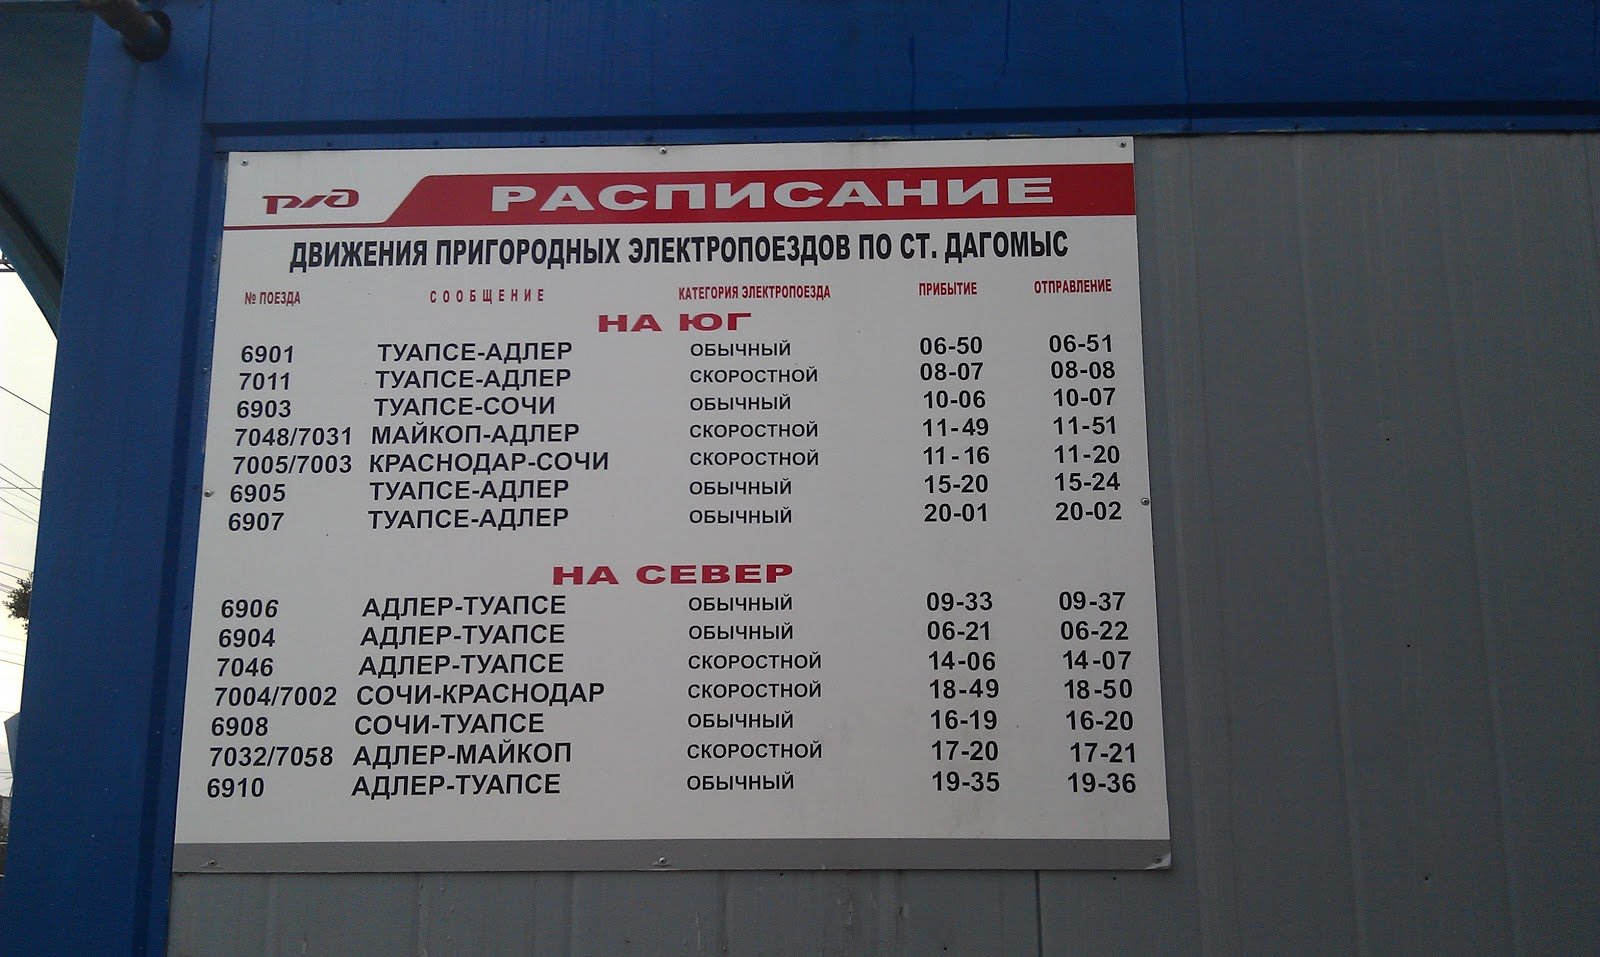 РЖД РАСПИСАНИЕ
ДВИЖЕНИЯ ПРИГОРОДНЫХ ЭЛЕКТРОПОЕЗДОВ ПО СТ. ДАГОМЫС
№ ПОЕЗДА СООБЩЕНИЕ КАТЕГОРИЯ ЭЛЕКТРОПОЕЗДА ПРИБЫТИЕ ОТПРАВЛЕНИЕ
НА ЮГ
6901 ТУАПСЕ-АДЛЕР ОБЫЧНЫЙ 06-50 06-51
7011 ТУАПСЕ-АДЛЕР СКОРОСТНОЙ 08-07 08-08
6903 ТУАПСЕ-СОЧИ ОБЫЧНЫЙ 10-06 10-07
7048/7031 МАЙКОП-АДЛЕР СКОРОСТНОЙ 11-49 11-51
7005/7003 КРАСНОДАР-СОЧИ СКОРОСТНОЙ 11-16 11-20
6905 ТУАПСЕ-АДЛЕР ОБЫЧНЫЙ 15-20 15-24
6907 ТУАПСЕ-АДЛЕР ОБЫЧНЫЙ 20-01 20-02
НА СЕВЕР
6906 АДЛЕР-ТУАПСЕ ОБЫЧНЫЙ 09-33 09-37
6904 АДЛЕР-ТУАПСЕ ОБЫЧНЫЙ 06-21 06-22
7046 АДЛЕР-ТУАПСЕ СКОРОСТНОЙ 14-06 14-07
7004/7002 СОЧИ-КРАСНОДАР СКОРОСТНОЙ 18-49 18-50
6908 СОЧИ-ТУАПСЕ ОБЫЧНЫЙ 16-19 16-20
7032/7058 АДЛЕР-МАЙКОП СКОРОСТНОЙ 17-20 17-21
6910 АДЛЕР-ТУАПСЕ ОБЫЧНЫЙ 19-35 19-36